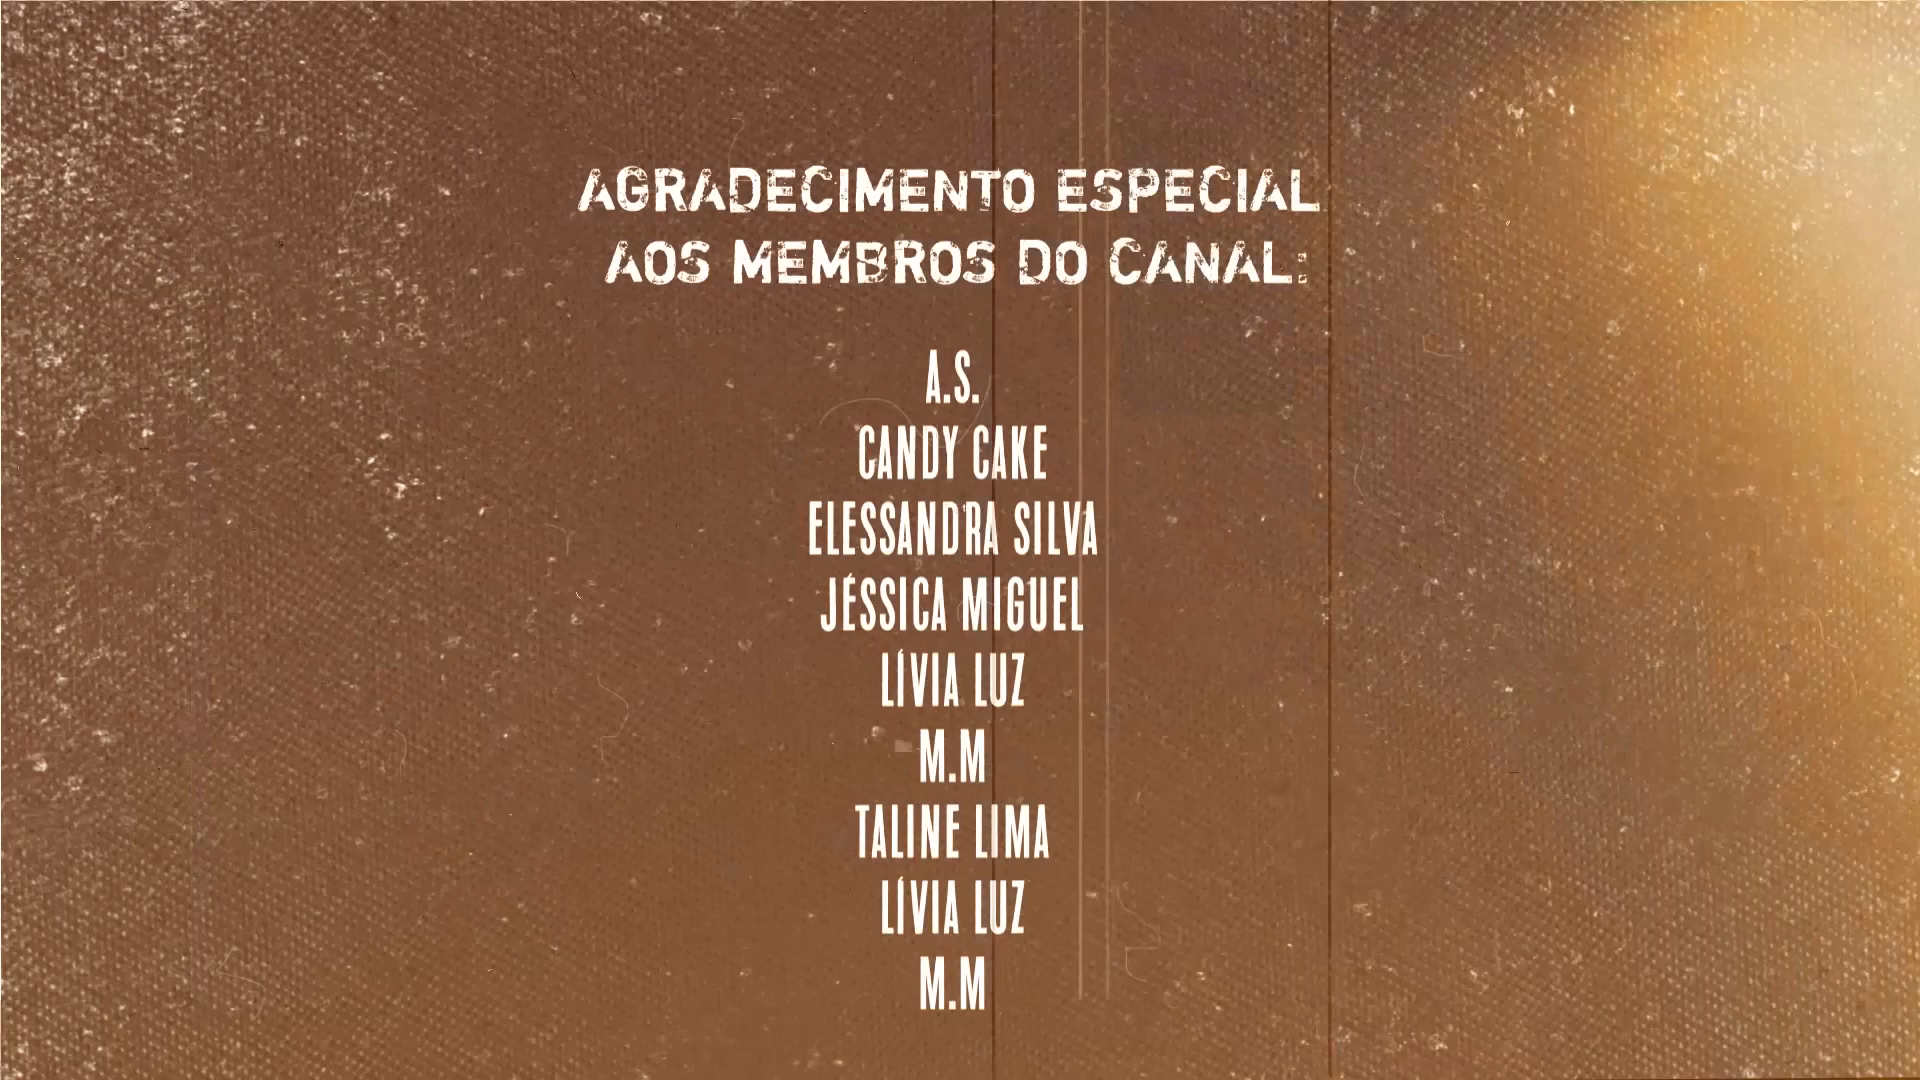 AGRADECIMENTO ESPECIAL
AOS MEMBROS DO CANAL:
A.S.
CANDY CAKE
ELESSANDRA SILVA
JÉSSICA MIGUEL
LÍVIA LUZ
M.M
TALINE LIMA
LÍVIA LUZ
M.M